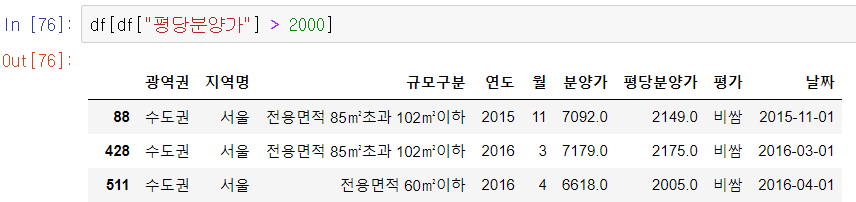 In [76]: df[df["평당분양가"] > 2000]
Out[76]:
광역권 지역명 규모구분 연도 월 분양가 평당분양가 평가 날짜
88 수도권 서울 전용면적 85㎡초과 102㎡이하 2015 11 7092.0 2149.0 비쌈 2015-11-01
428 수도권 서울 전용면적 85㎡초과 102㎡이하 2016 3 7179.0 2175.0 비쌈 2016-03-01
511 수도권 서울 전용면적 60㎡이하 2016 4 6618.0 2005.0 비쌈 2016-04-01